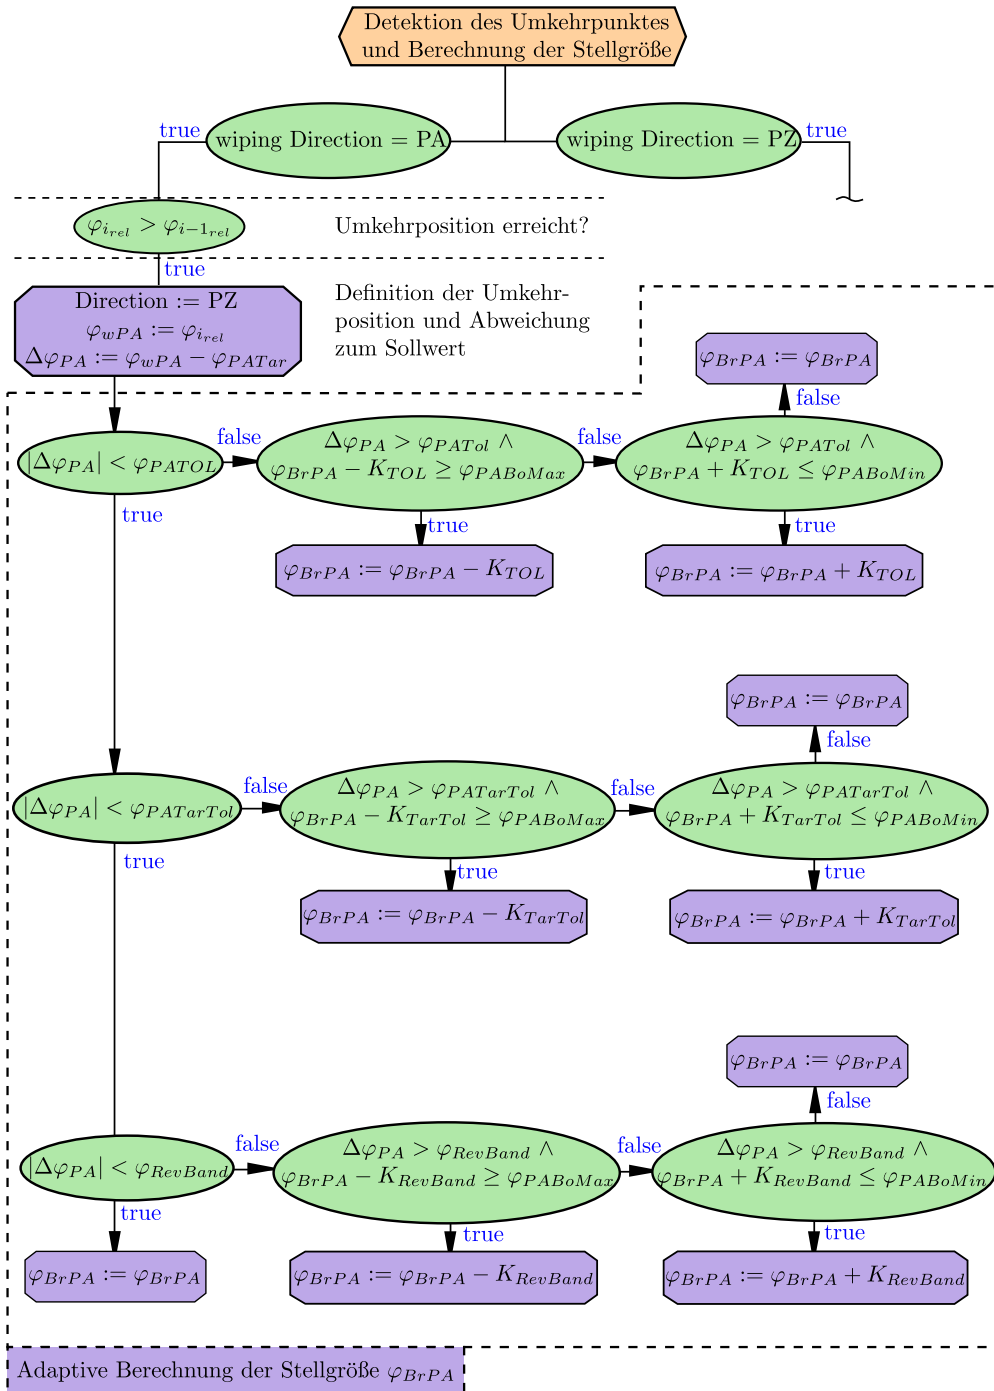 Detektion des Umkehrpunktes
und Berechnung der Stellgröße
true
wiping Direction = PA
wiping Direction = PZ
true
φ_{i_{rel}} > φ_{i−1_{rel}}
Umkehrposition erreicht?
true
Direction := PZ
φ_{wPA} := φ_{i_{rel}}
Δφ_{PA} := φ_{wPA} − φ_{PATar}
Definition der Umkehr-
position und Abweichung
zum Sollwert
φ_{BrPA} := φ_{BrPA}
false
|Δφ_{PA}| < φ_{PATOL}
false
Δφ_{PA} > φ_{PATol} ∧
φ_{BrPA} − K_{TOL} ≥ φ_{PABoMax}
false
Δφ_{PA} > φ_{PATol} ∧
φ_{BrPA} + K_{TOL} ≤ φ_{PABoMin}
true
true
true
φ_{BrPA} := φ_{BrPA} − K_{TOL}
φ_{BrPA} := φ_{BrPA} + K_{TOL}
φ_{BrPA} := φ_{BrPA}
false
|Δφ_{PA}| < φ_{PATarTol}
false
Δφ_{PA} > φ_{PATarTol} ∧
φ_{BrPA} − K_{TarTol} ≥ φ_{PABoMax}
false
Δφ_{PA} > φ_{PATarTol} ∧
φ_{BrPA} + K_{TarTol} ≤ φ_{PABoMin}
true
true
true
φ_{BrPA} := φ_{BrPA} − K_{TarTol}
φ_{BrPA} := φ_{BrPA} + K_{TarTol}
φ_{BrPA} := φ_{BrPA}
false
|Δφ_{PA}| < φ_{RevBand}
false
Δφ_{PA} > φ_{RevBand} ∧
φ_{BrPA} − K_{RevBand} ≥ φ_{PABoMax}
false
Δφ_{PA} > φ_{RevBand} ∧
φ_{BrPA} + K_{RevBand} ≤ φ_{PABoMin}
true
true
true
φ_{BrPA} := φ_{BrPA}
φ_{BrPA} := φ_{BrPA} − K_{RevBand}
φ_{BrPA} := φ_{BrPA} + K_{RevBand}
Adaptive Berechnung der Stellgröße φ_{BrPA}